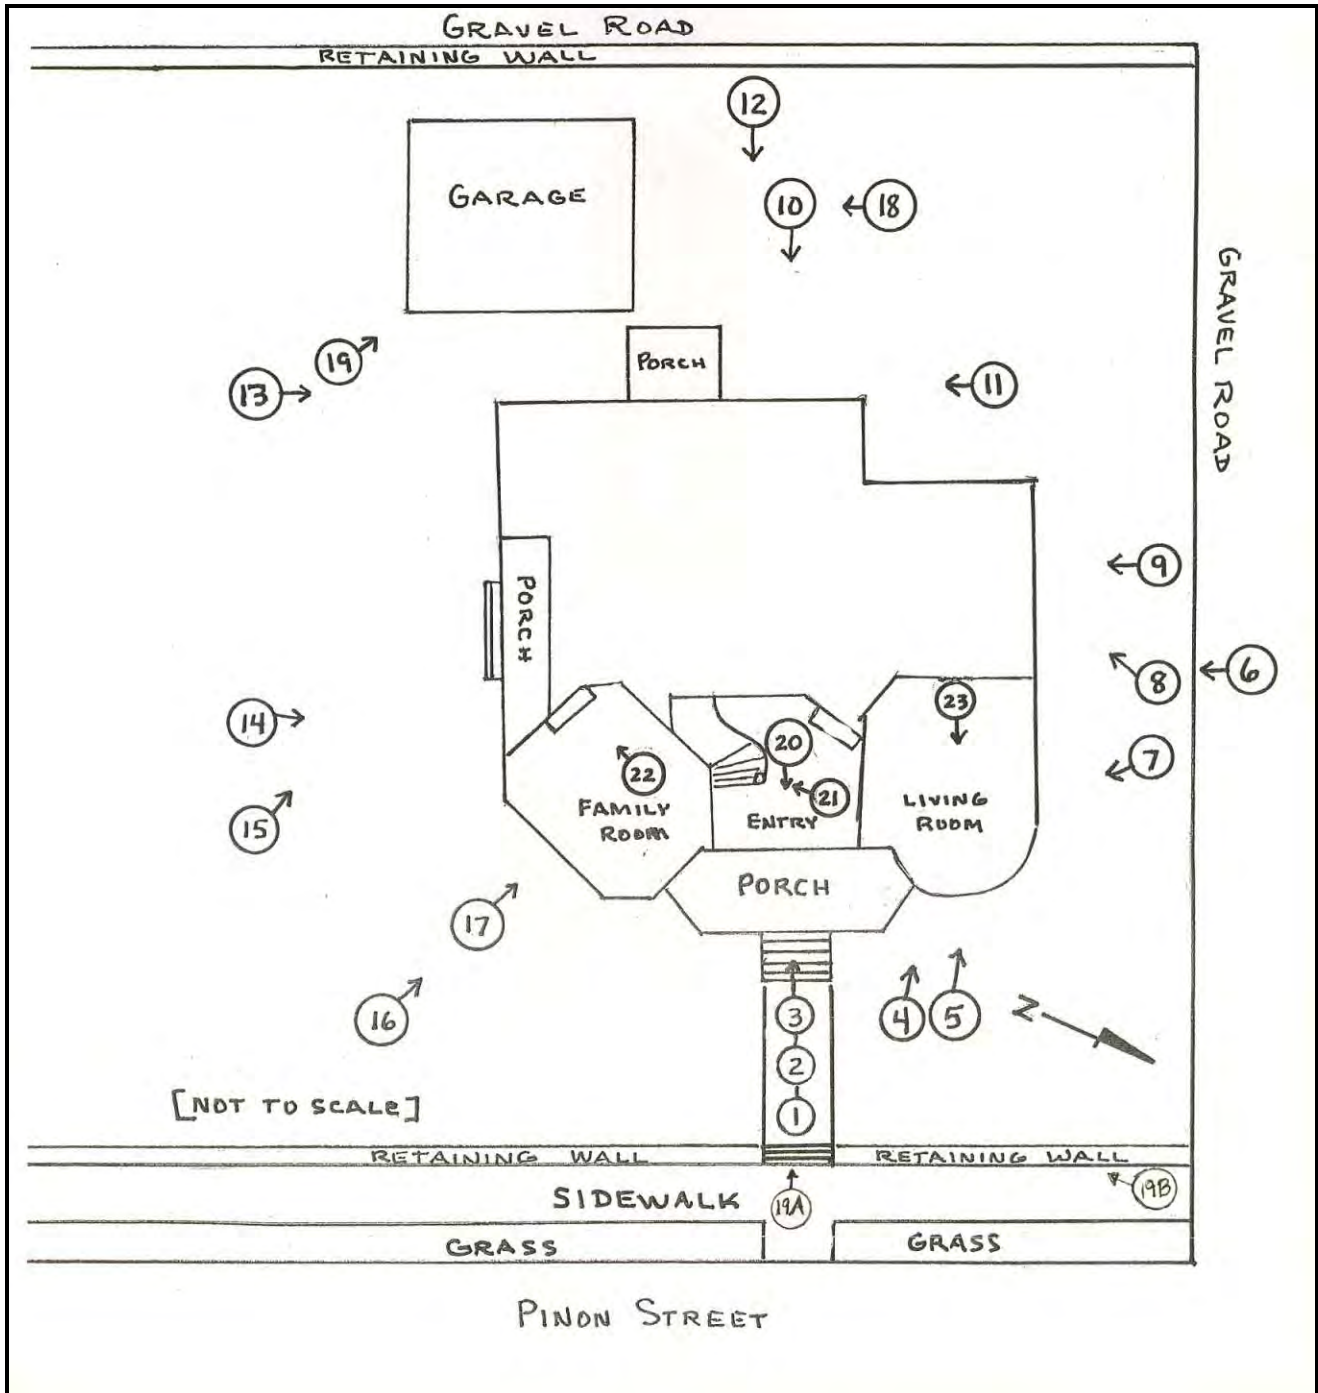 GRAVEL ROAD
RETAINING WALL
12
GARAGE
10
18
GRAVEL ROAD
19
PORCH
13
11
9
PORCH
8
6
23
14
20
7
22
21
15
FAMILY
ROOM
LIVING
ROOM
ENTRY
PORCH
17
16
3
4
5
N
2
[NOT TO SCALE]
1
RETAINING WALL
RETAINING WALL
19B
SIDEWALK
19A
GRASS
GRASS
PINON STREET